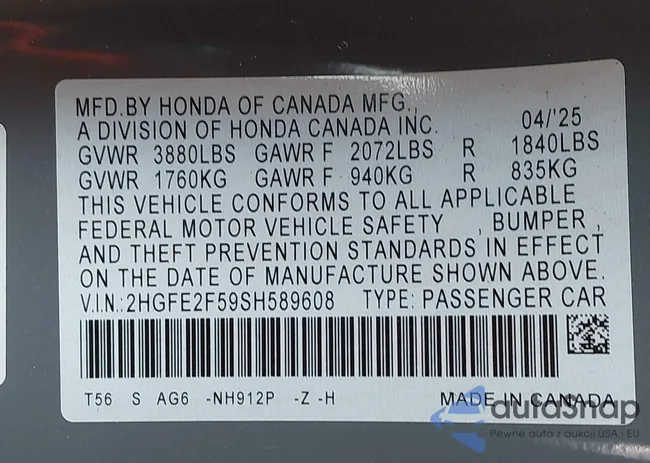 MFD.BY HONDA OF CANADA MFG.,
A DIVISION OF HONDA CANADA INC. 04/'25
GVWR 3880LBS GAWR F 2072LBS R 1840LBS
GVWR 1760KG GAWR F 940KG R 835KG
THIS VEHICLE CONFORMS TO ALL APPLICABLE
FEDERAL MOTOR VEHICLE SAFETY , BUMPER ,
AND THEFT PREVENTION STANDARDS IN EFFECT
ON THE DATE OF MANUFACTURE SHOWN ABOVE.
V.I.N.:2HGFE2F59SH589608 TYPE: PASSENGER CAR
T56 S AG6 -NH912P -Z -H MADE IN CANADA
autaSnap
Pewne auta z aukcji USA i EU